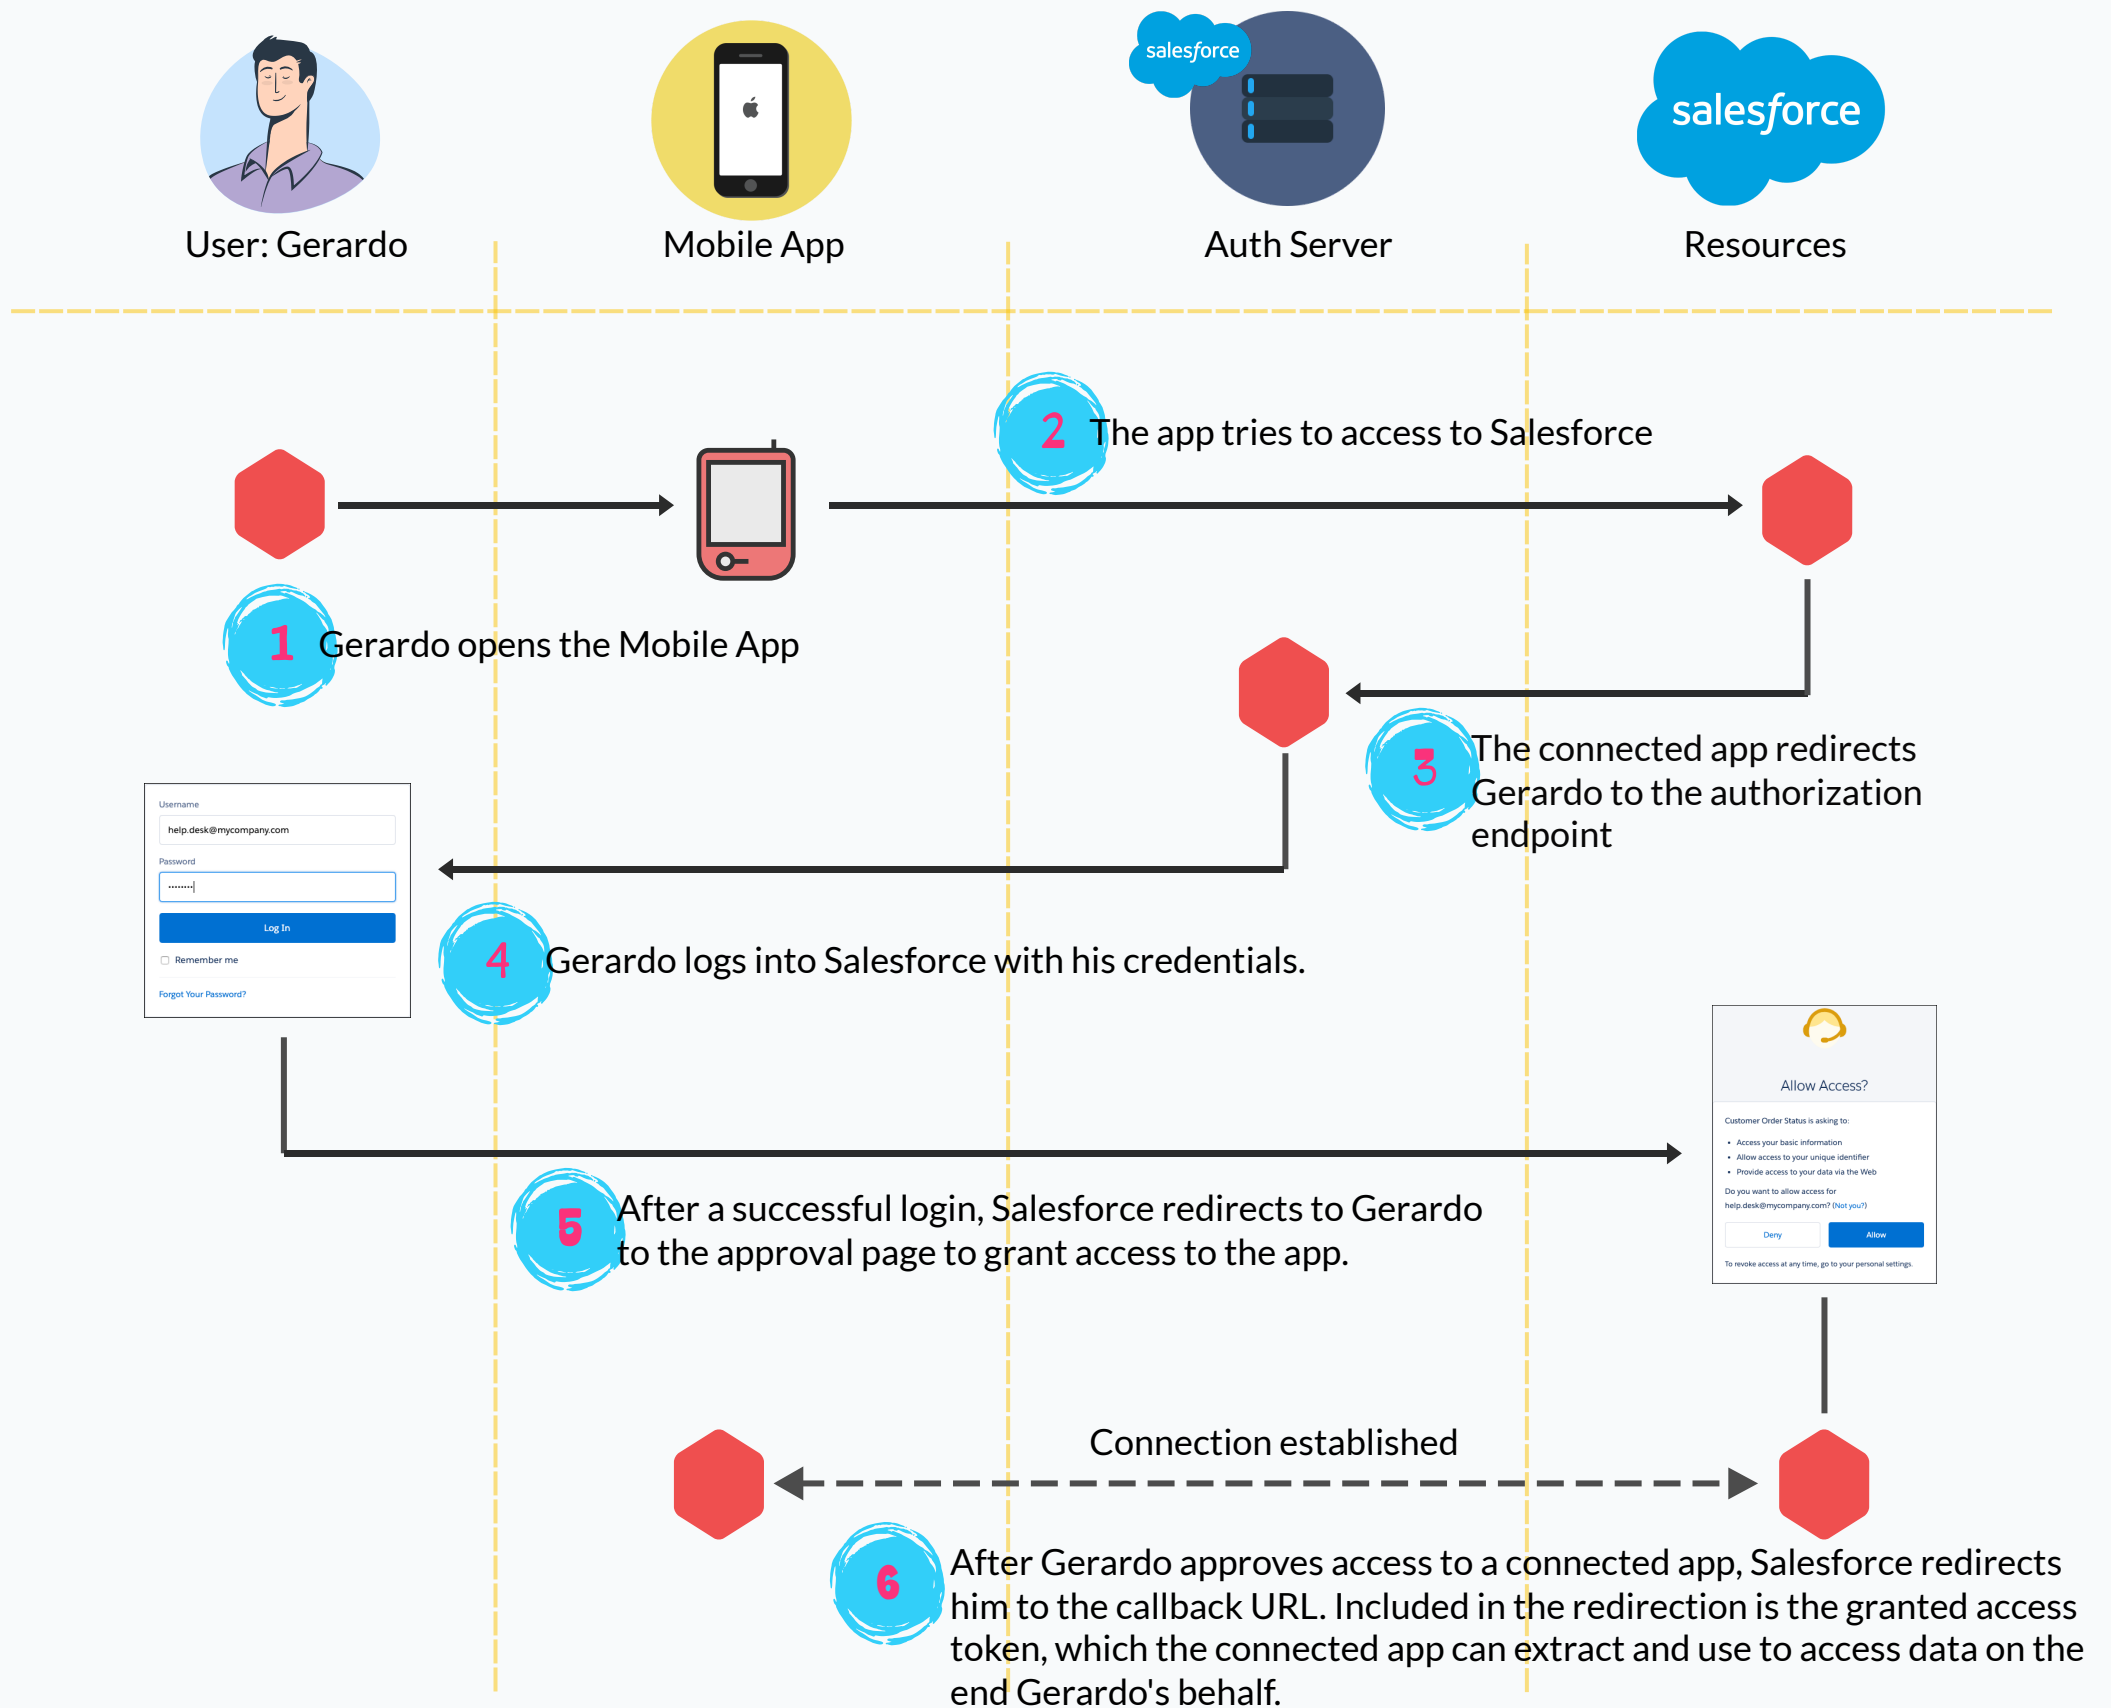 salesforce
salesforce
User: Gerardo
Mobile App
Auth Server
Resources
2
The app tries to access to Salesforce
1
Gerardo opens the Mobile App
3
The connected app redirects
Gerardo to the authorization
endpoint
Username
help.desk@mycompany.com
Password
Log In
Remember me
Forgot Your Password?
4
Gerardo logs into Salesforce with his credentials.
Allow Access?
Customer Order Status is asking to:
• Access your basic information
• Allow access to your unique identifier
• Provide access to your data via the Web
Do you want to allow access for
help.desk@mycompany.com? (Not you?)
Deny
Allow
To revoke access at any time, go to your personal settings.
5
After a successful login, Salesforce redirects to Gerardo
to the approval page to grant access to the app.
Connection established
6
After Gerardo approves access to a connected app, Salesforce redirects
him to the callback URL. Included in the redirection is the granted access
token, which the connected app can extract and use to access data on the
end Gerardo's behalf.